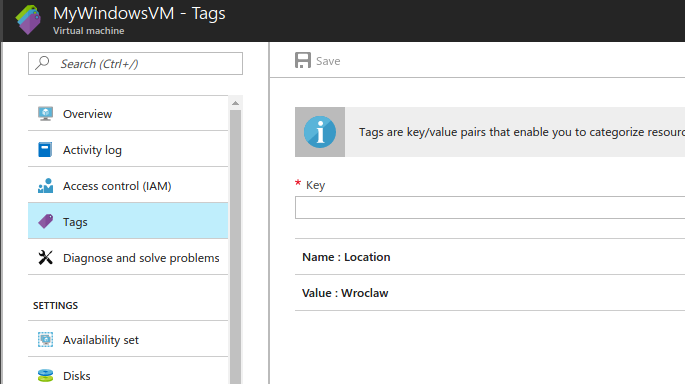 MyWindowsVM - Tags
Virtual machine
Search (Ctrl+/)
Overview
Activity log
Access control (IAM)
Tags
Diagnose and solve problems
SETTINGS
Availability set
Disks
Save
Tags are key/value pairs that enable you to categorize
* Key
Name : Location
Value : Wroclaw